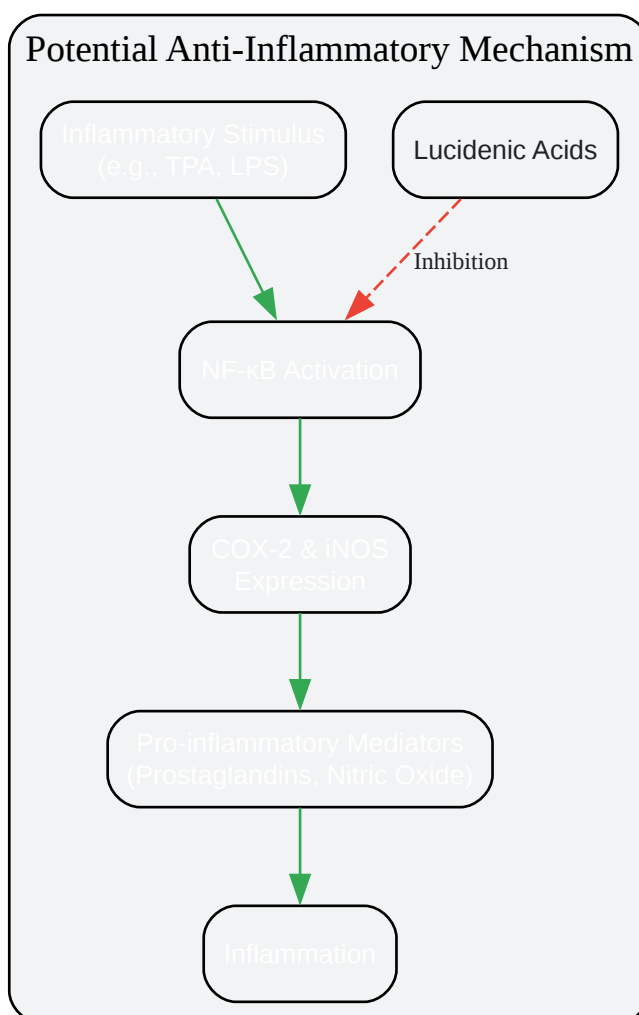 Potential Anti-Inflammatory Mechanism
Inflammatory Stimulus
(e.g., TPA, LPS)
Lucidenic Acids
Inhibition
NF-κB Activation
COX-2 & iNOS
Expression
Pro-inflammatory Mediators
(Prostaglandins, Nitric Oxide)
Inflammation